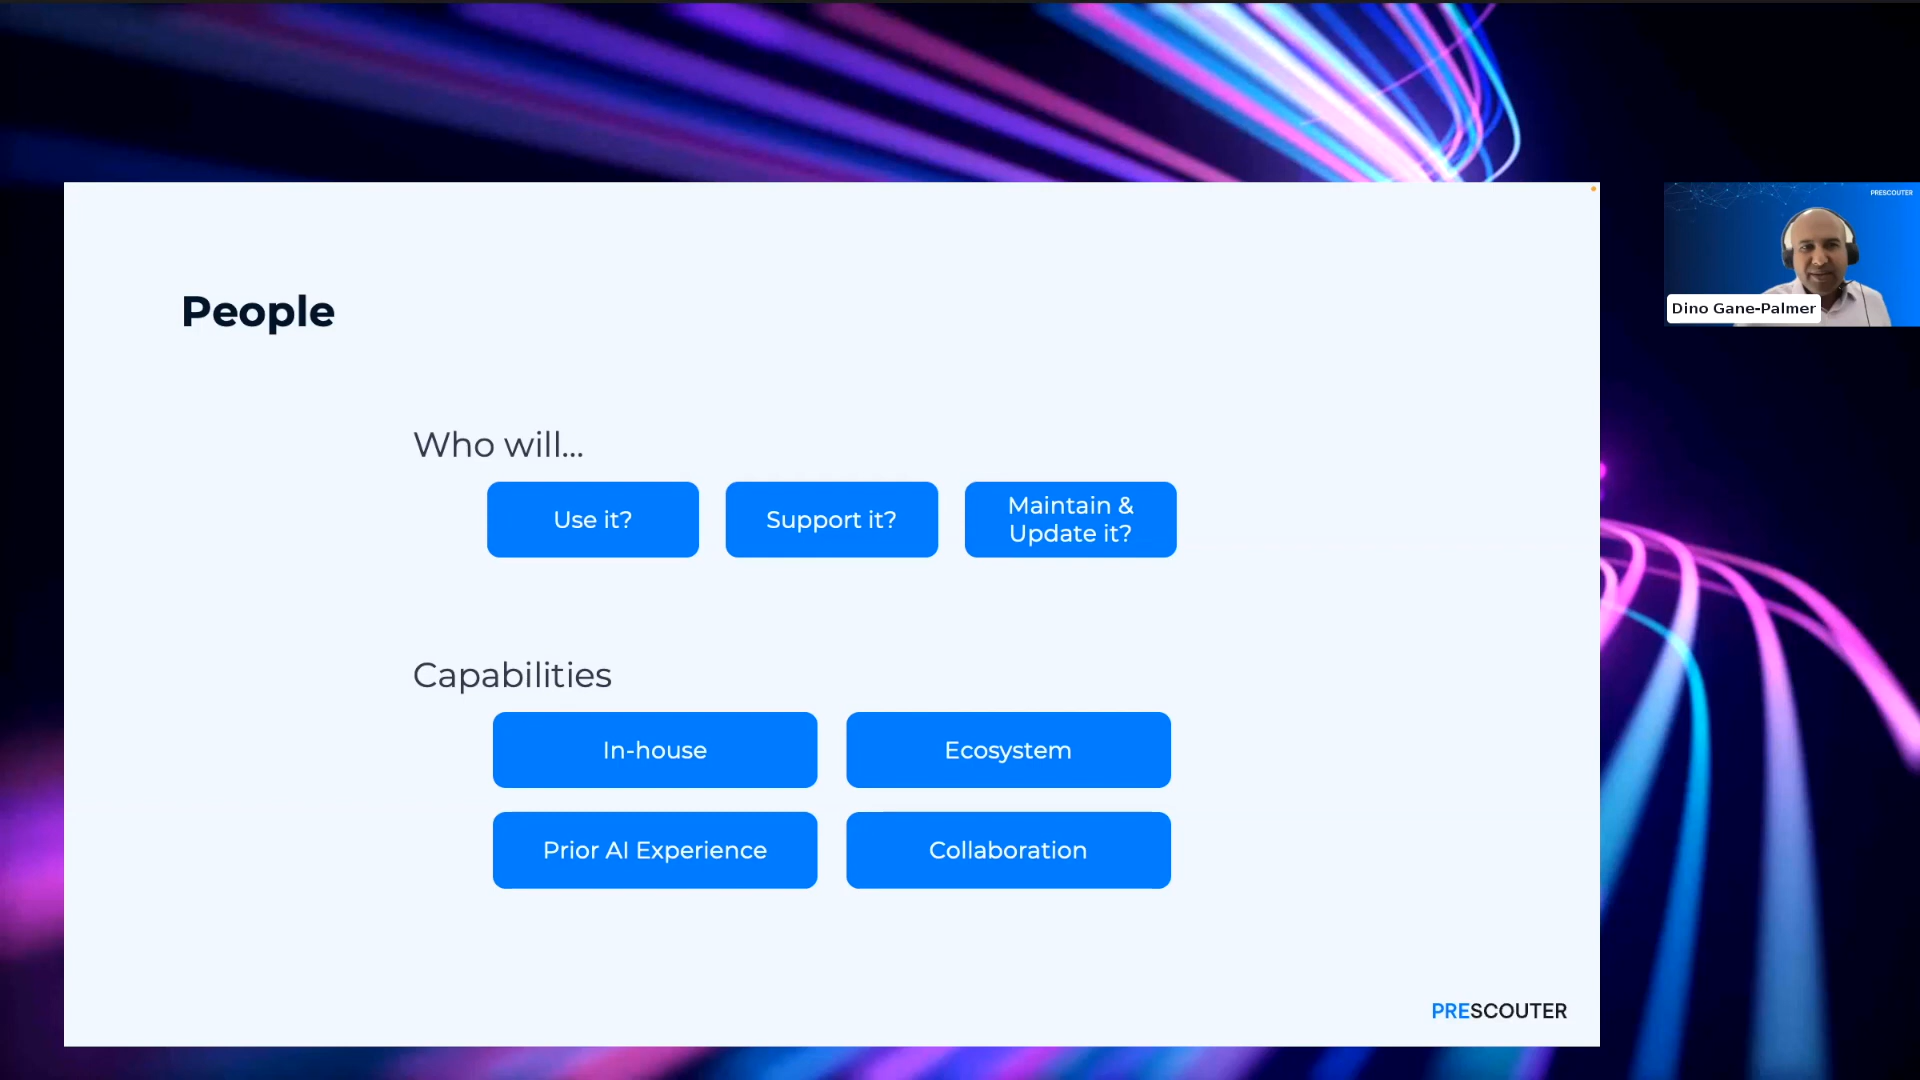 People
Who will...
Use it?
Support it?
Maintain &
Update it?
Capabilities
In-house
Ecosystem
Prior AI Experience
Collaboration
PRESCOUTER
PRESCOUTER
Dino Gane-Palmer